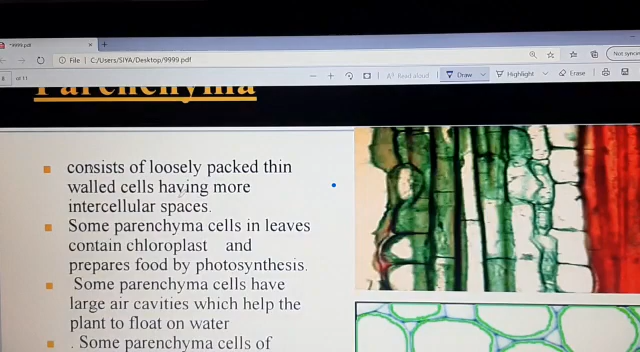 *9999.pdf
File | C:/Users/SIYA/Desktop/9999.pdf
Not syncin
8 of 11
Read aloud
Draw
Highlight
Erase
Parenchyma
consists of loosely packed thin
walled cells having more
intercellular spaces.
Some parenchyma cells in leaves
contain chloroplast and
prepares food by photosynthesis.
Some parenchyma cells have
large air cavities which help the
plant to float on water
. Some parenchyma cells of